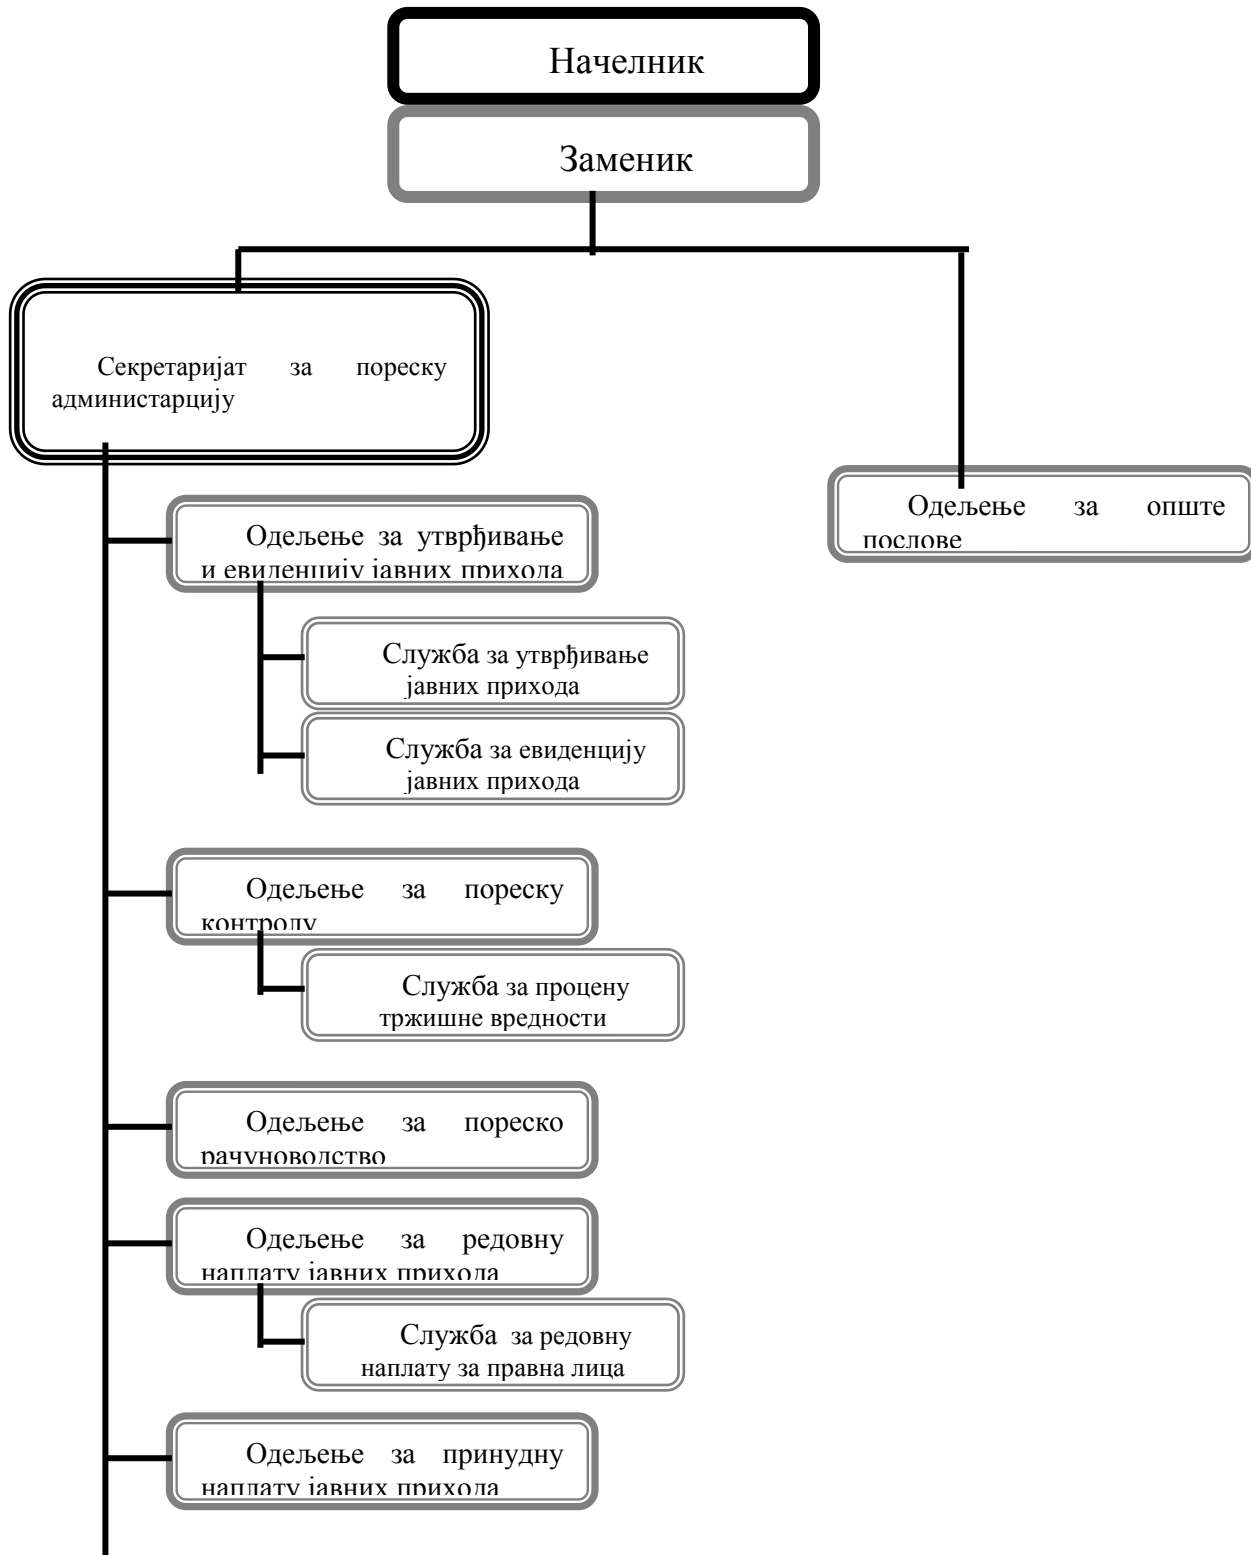 Начелник
Заменик
Секретаријат за пореску
администарцију
Одељење за опште
послове
Одељење за утврђивање
и евиденцију јавних прихода
Служба за утврђивање
јавних прихода
Служба за евиденцију
јавних прихода
Одељење за пореску
контролу
Служба за процену
тржишне вредности
Одељење за пореско
рачуноводство
Одељење за редовну
наплату јавних прихода
Служба за редовну
наплату за правна лица
Одељење за принудну
наплату јавних прихода